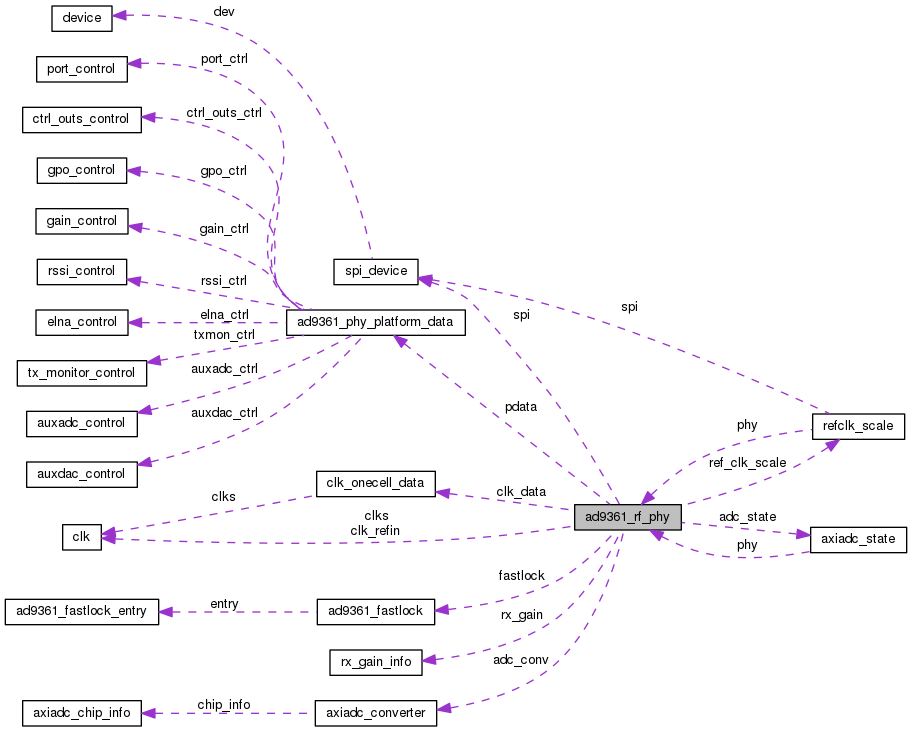 dev
device
port_ctrl
port_control
ctrl_outs_ctrl
ctrl_outs_control
gpo_ctrl
gpo_control
gain_control
gain_ctrl
rssi_control
spi_device
rssi_ctrl
spi
elna_ctrl
spi
elna_control
ad9361_phy_platform_data
txmon_ctrl
tx_monitor_control
auxadc_ctrl
pdata
auxdac_ctrl
auxadc_control
phy
refclk_scale
auxdac_control
ref_clk_scale
clk_onecell_data
clks
clk_data
clks
ad9361_rf_phy
adc_state
clk
clk_refin
axiadc_state
phy
fastlock
entry
ad9361_fastlock_entry
ad9361_fastlock
rx_gain
rx_gain_info
adc_conv
chip_info
axiadc_chip_info
axiadc_converter